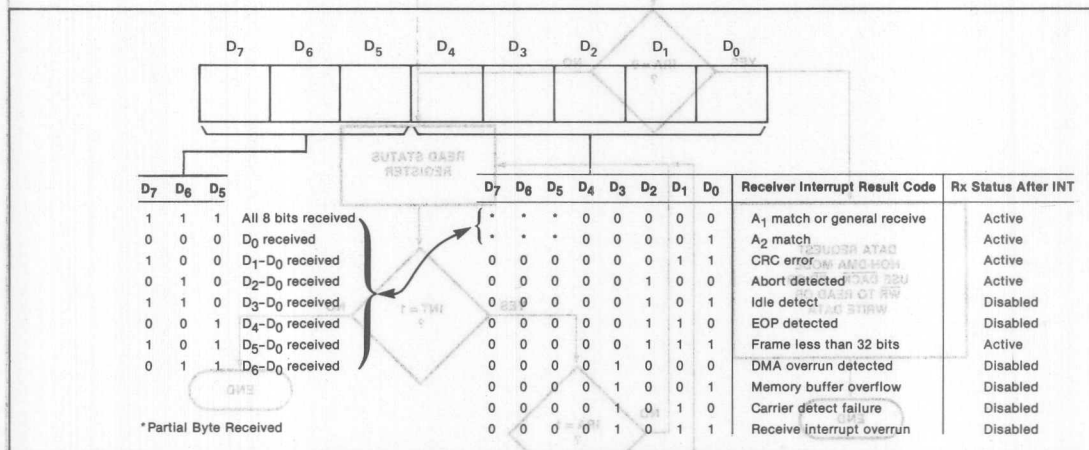 D7 D6 D5 D4 D3 D2 D1 D0
D7 D6 D5
1 1 1 All 8 bits received
0 0 0 D0 received
1 0 0 D1-D0 received
0 1 0 D2-D0 received
1 1 0 D3-D0 received
0 0 1 D4-D0 received
1 0 1 D5-D0 received
0 1 1 D6-D0 received
*Partial Byte Received
D7 D6 D5 D4 D3 D2 D1 D0 Receiver Interrupt Result Code Rx Status After INT
* * * 0 0 0 0 0 A1 match or general receive Active
* * * 0 0 0 0 1 A2 match Active
0 0 0 0 0 0 1 1 CRC error Active
0 0 0 0 0 1 0 0 Abort detected Active
0 0 0 0 0 1 0 1 Idle detect Disabled
0 0 0 0 0 1 1 0 EOP detected Disabled
0 0 0 0 0 1 1 1 Frame less than 32 bits Active
0 0 0 0 1 0 0 0 DMA overrun detected Disabled
0 0 0 0 1 0 0 1 Memory buffer overflow Disabled
0 0 0 0 1 0 1 0 Carrier detect failure Disabled
0 0 0 0 1 0 1 1 Receive interrupt overrun Disabled